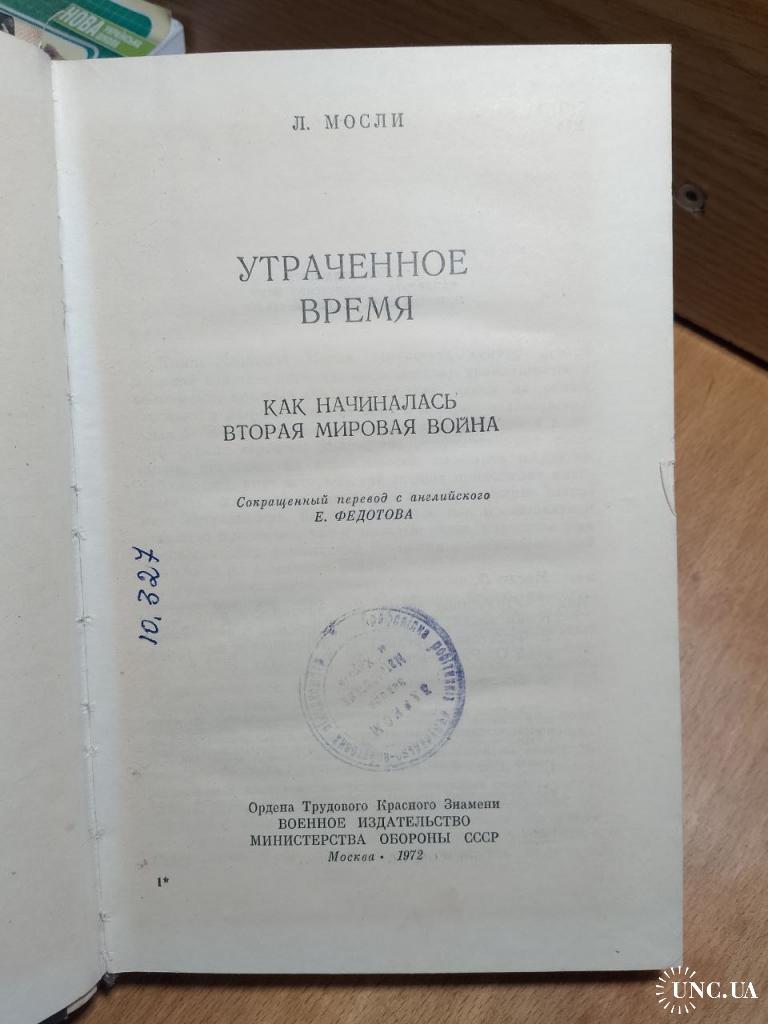 НОВА
Л. МОСЛИ
УТРАЧЕННОЕ
ВРЕМЯ
КАК НАЧИНАЛАСЬ
ВТОРАЯ МИРОВАЯ ВОЙНА
Сокращенный перевод с английского
Е. ФЕДОТОВА
10.327
Ордена Трудового Красного Знамени
ВОЕННОЕ ИЗДАТЕЛЬСТВО
МИНИСТЕРСТВА ОБОРОНЫ СССР
Москва • 1972
1*
UNC.UA